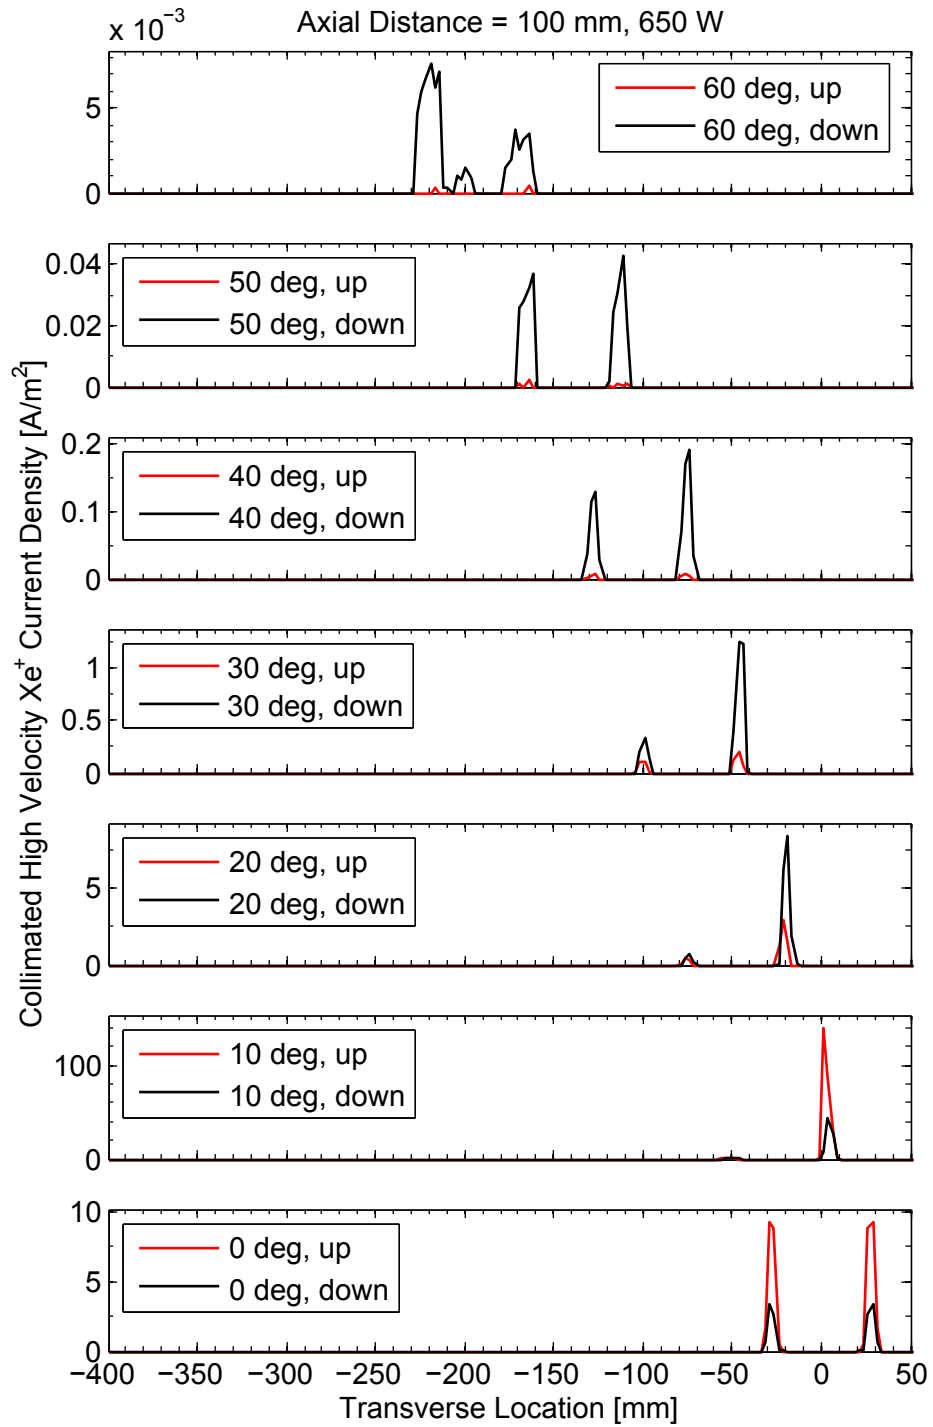 Axial Distance = 100 mm, 650 W
x 10−3
5
0
60 deg, up
60 deg, down
0.04
0.02
0
50 deg, up
50 deg, down
0.2
0.1
0
40 deg, up
40 deg, down
1
0.5
0
30 deg, up
30 deg, down
5
0
20 deg, up
20 deg, down
100
0
10 deg, up
10 deg, down
10
5
0
0 deg, up
0 deg, down
−400 −350 −300 −250 −200 −150 −100 −50 0 50
Transverse Location [mm]
Collimated High Velocity Xe+ Current Density [A/m2]